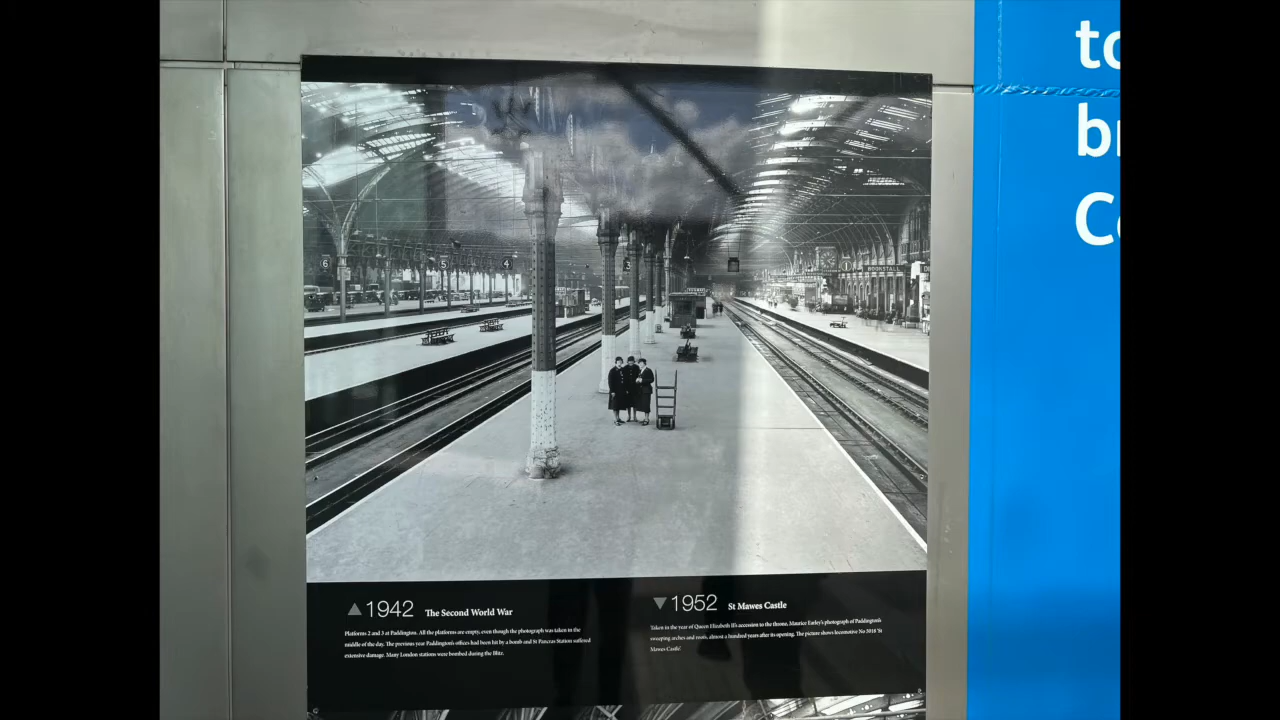 to
br
Co
6
5
4
3
1
BOOKSTALL
▲1942 The Second World War
Platforms 2 and 3 at Paddington. All the platforms are empty, even though the photograph was taken in the
middle of the day. The previous year Paddington's offices had been hit by a bomb and St Pancras Station suffered
extensive damage. Many London stations were bombed during the Blitz.
▼1952 St Mawes Castle
Taken in the year of Queen Elizabeth II's accession to the throne, Maurice Earley's photograph of Paddington's
sweeping arches and roofs, almost a hundred years after its opening. The picture shows locomotive No 5018 'St
Mawes Castle'.